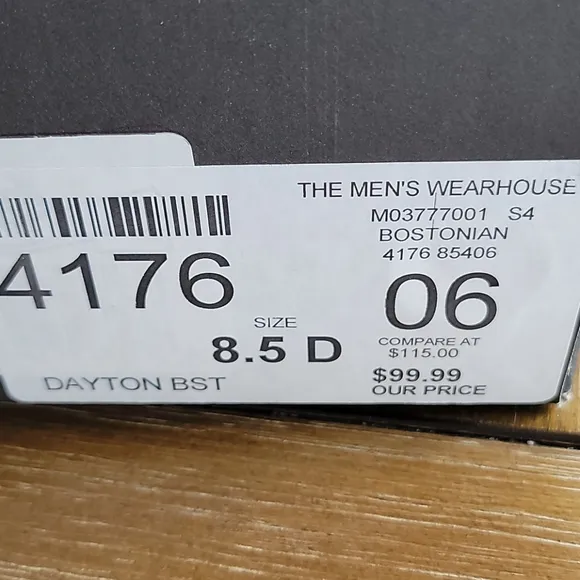 THE MEN'S WEARHOUSE
M03777001 S4
BOSTONIAN
4176 85406
4176
06
SIZE
8.5 D
COMPARE AT
$115.00
DAYTON BST
$99.99
OUR PRICE